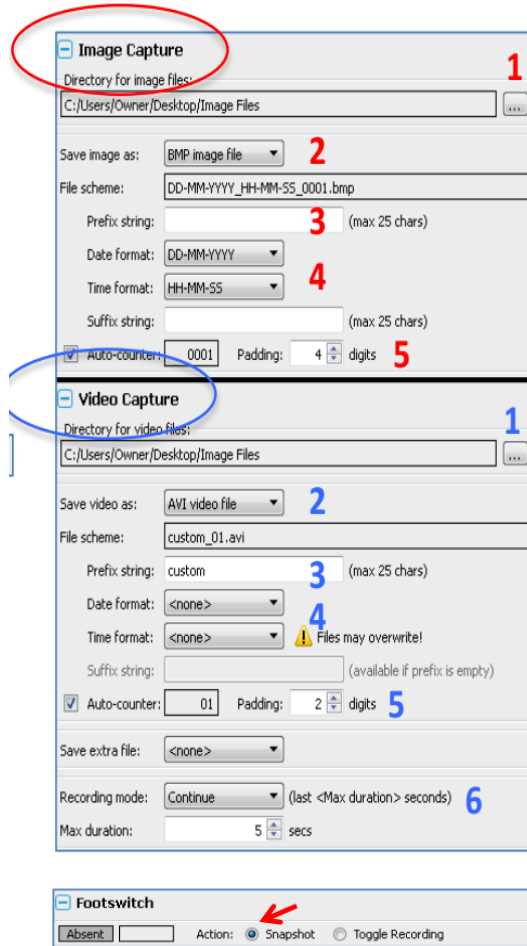 Image Capture
Directory for image files:
1
C:/Users/Owner/Desktop/Image Files ...
Save image as: BMP image file 2
File scheme: DD-MM-YYYY_HH-MM-SS_0001.bmp
Prefix string: 3 (max 25 chars)
Date format: DD-MM-YYYY
4
Time format: HH-MM-SS
Suffix string: (max 25 chars)
Auto-counter: 0001 Padding: 4 digits 5
Video Capture
Directory for video files:
1
C:/Users/Owner/Desktop/Image Files ...
Save video as: AVI video file 2
File scheme: custom_01.avi
Prefix string: custom 3 (max 25 chars)
Date format: <none>
4
Time format: <none> Files may overwrite!
Suffix string: (available if prefix is empty)
Auto-counter: 01 Padding: 2 digits 5
Save extra file: <none>
Recording mode: Continue (last <Max duration> seconds) 6
Max duration: 5 secs
Footswitch
Absent Action: Snapshot Toggle Recording